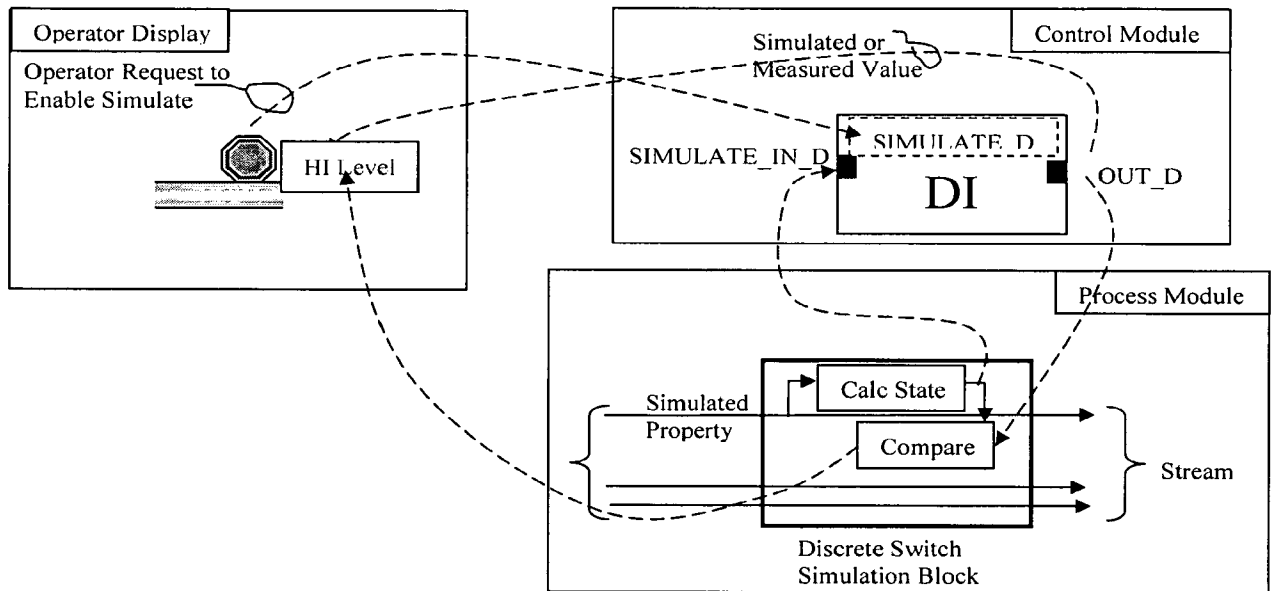 Operator Display
Operator Request to
Enable Simulate
HI Level
Control Module
Simulated or
Measured Value
SIMULATE_D
SIMULATE_IN_D
DI
OUT_D
Process Module
Calc State
Simulated
Property
Compare
Stream
Discrete Switch
Simulation Block